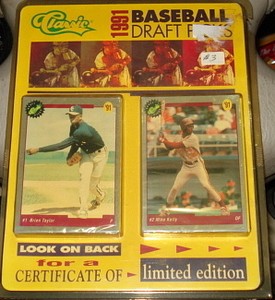 Classic
1991
BASEBALL
DRAFT PICKS
#3
'91
#1 Brien Taylor P
'91
#2 Mike Kelly OF
LOOK ON BACK
for a
CERTIFICATE OF
limited edition